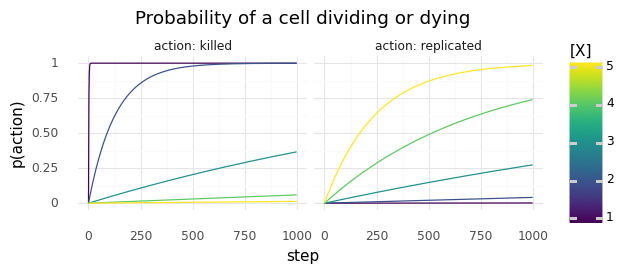 Probability of a cell dividing or dying
action: killed
action: replicated
[X]
1
0.75
0.50
0.25
0
p(action)
0 250 500 750 1000
0 250 500 750 1000
step
5
4
3
2
1